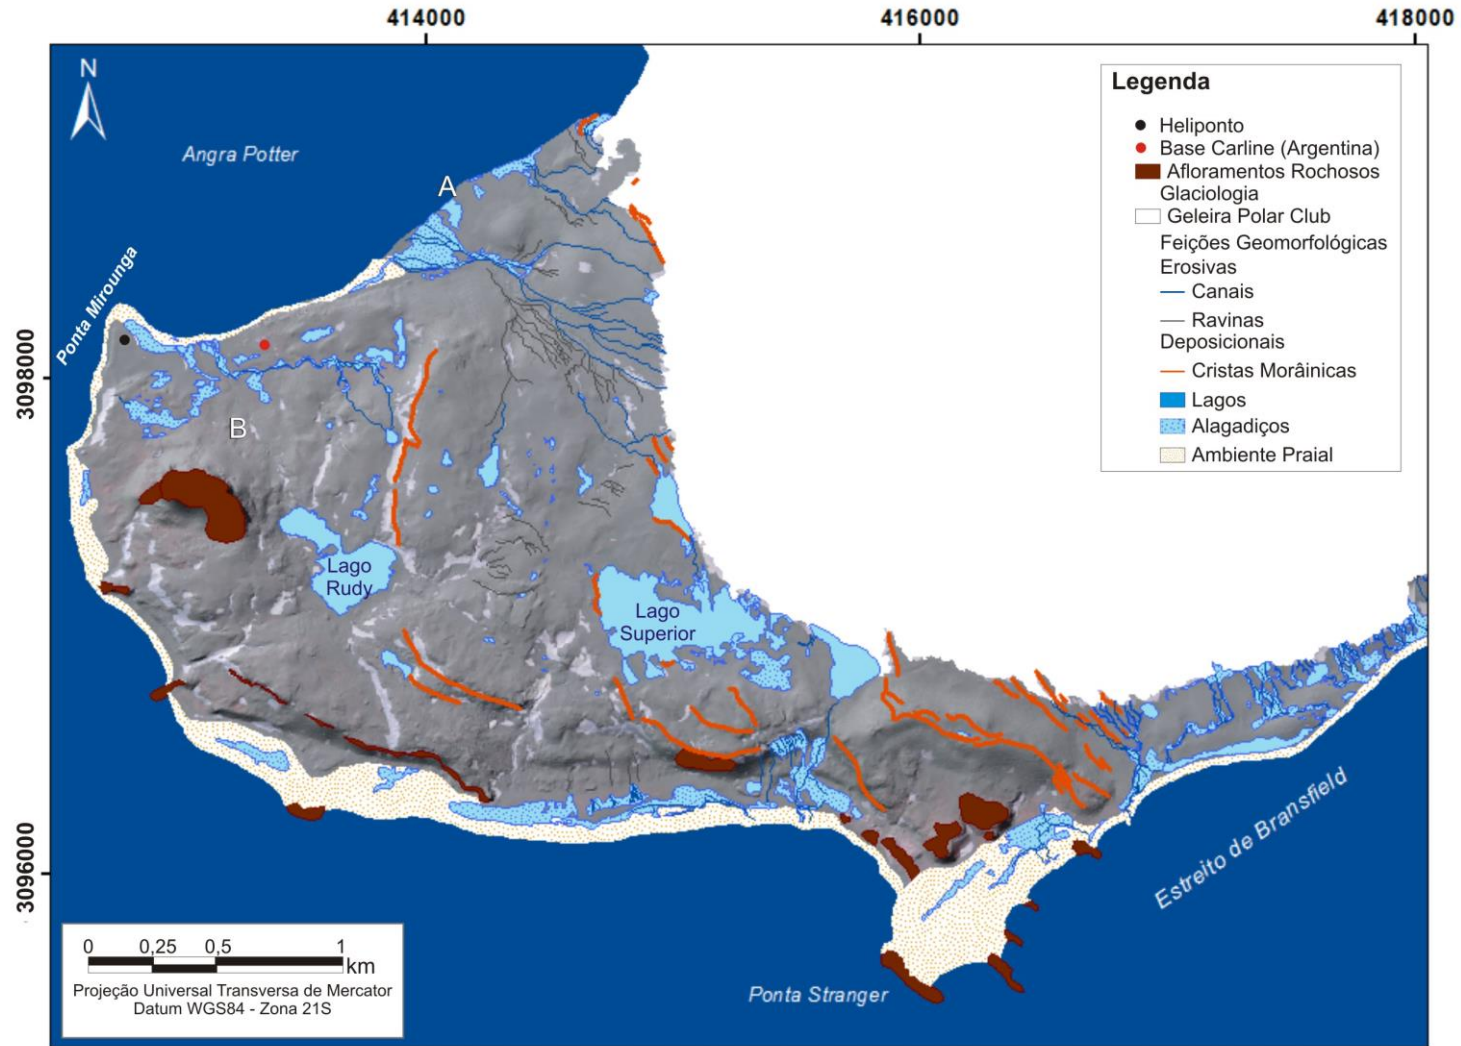 414000
416000
418000
N
Angra Potter
A
Ponta Mirounga
3098000
B
Lago
Rudy
Lago
Superior
3096000
Estreito de Bransfield
Ponta Stranger
Legenda
Heliponto
Base Carline (Argentina)
Afloramentos Rochosos
Glaciologia
Geleira Polar Club
Feições Geomorfológicas
Erosivas
Canais
Ravinas
Deposicionais
Cristas Morâinicas
Lagos
Alagadiços
Ambiente Praial
0 0,25 0,5 1
km
Projeção Universal Transversa de Mercator
Datum WGS84 - Zona 21S